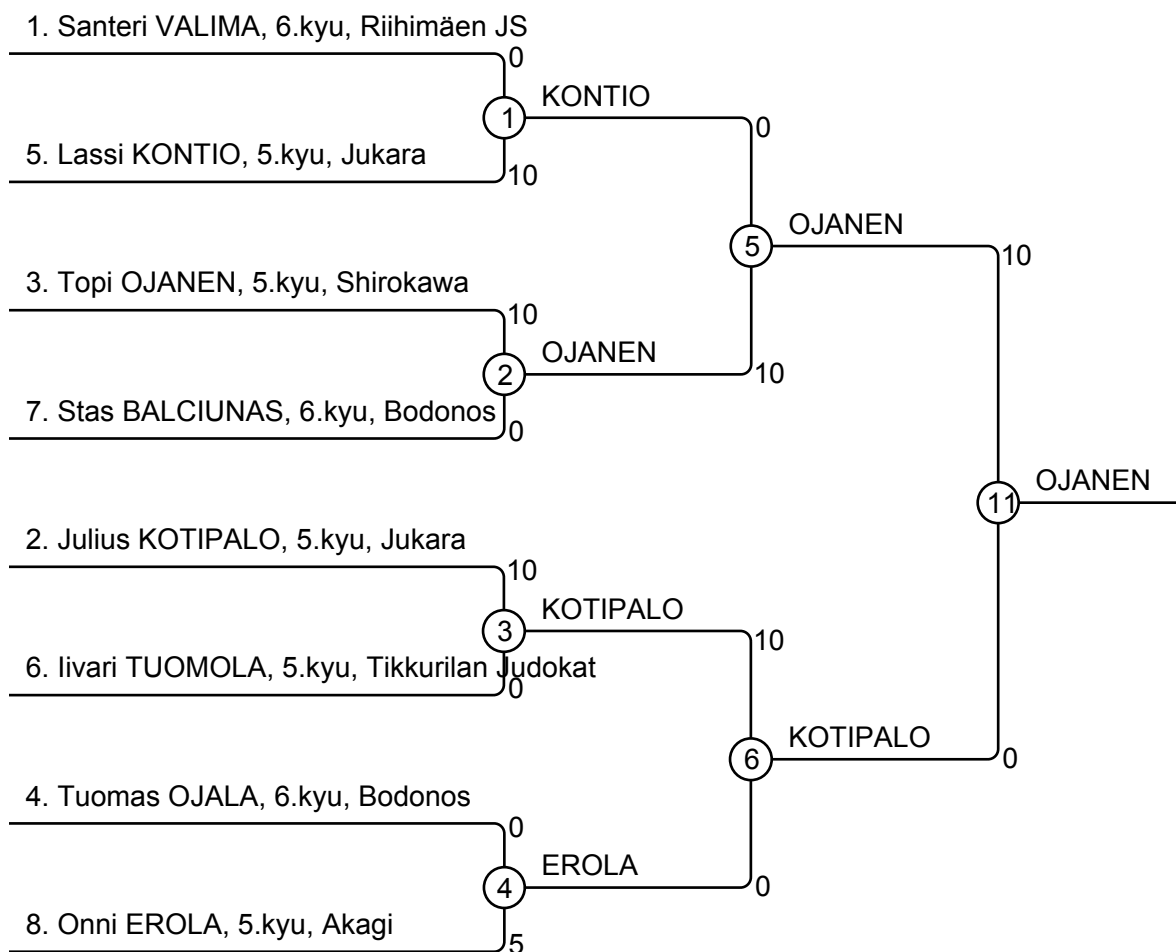 1. Santeri VALIMA, 6.kyu, Riihimäen JS
0
1
KONTIO
0
5. Lassi KONTIO, 5.kyu, Jukara
10
5
OJANEN
10
3. Topi OJANEN, 5.kyu, Shirokawa
10
2
OJANEN
10
7. Stas BALCIUNAS, 6.kyu, Bodonos
0
11
OJANEN
2. Julius KOTIPALO, 5.kyu, Jukara
10
3
KOTIPALO
10
6. Iivari TUOMOLA, 5.kyu, Tikkurilan Judokat
0
6
KOTIPALO
0
4. Tuomas OJALA, 6.kyu, Bodonos
0
4
EROLA
0
8. Onni EROLA, 5.kyu, Akagi
5